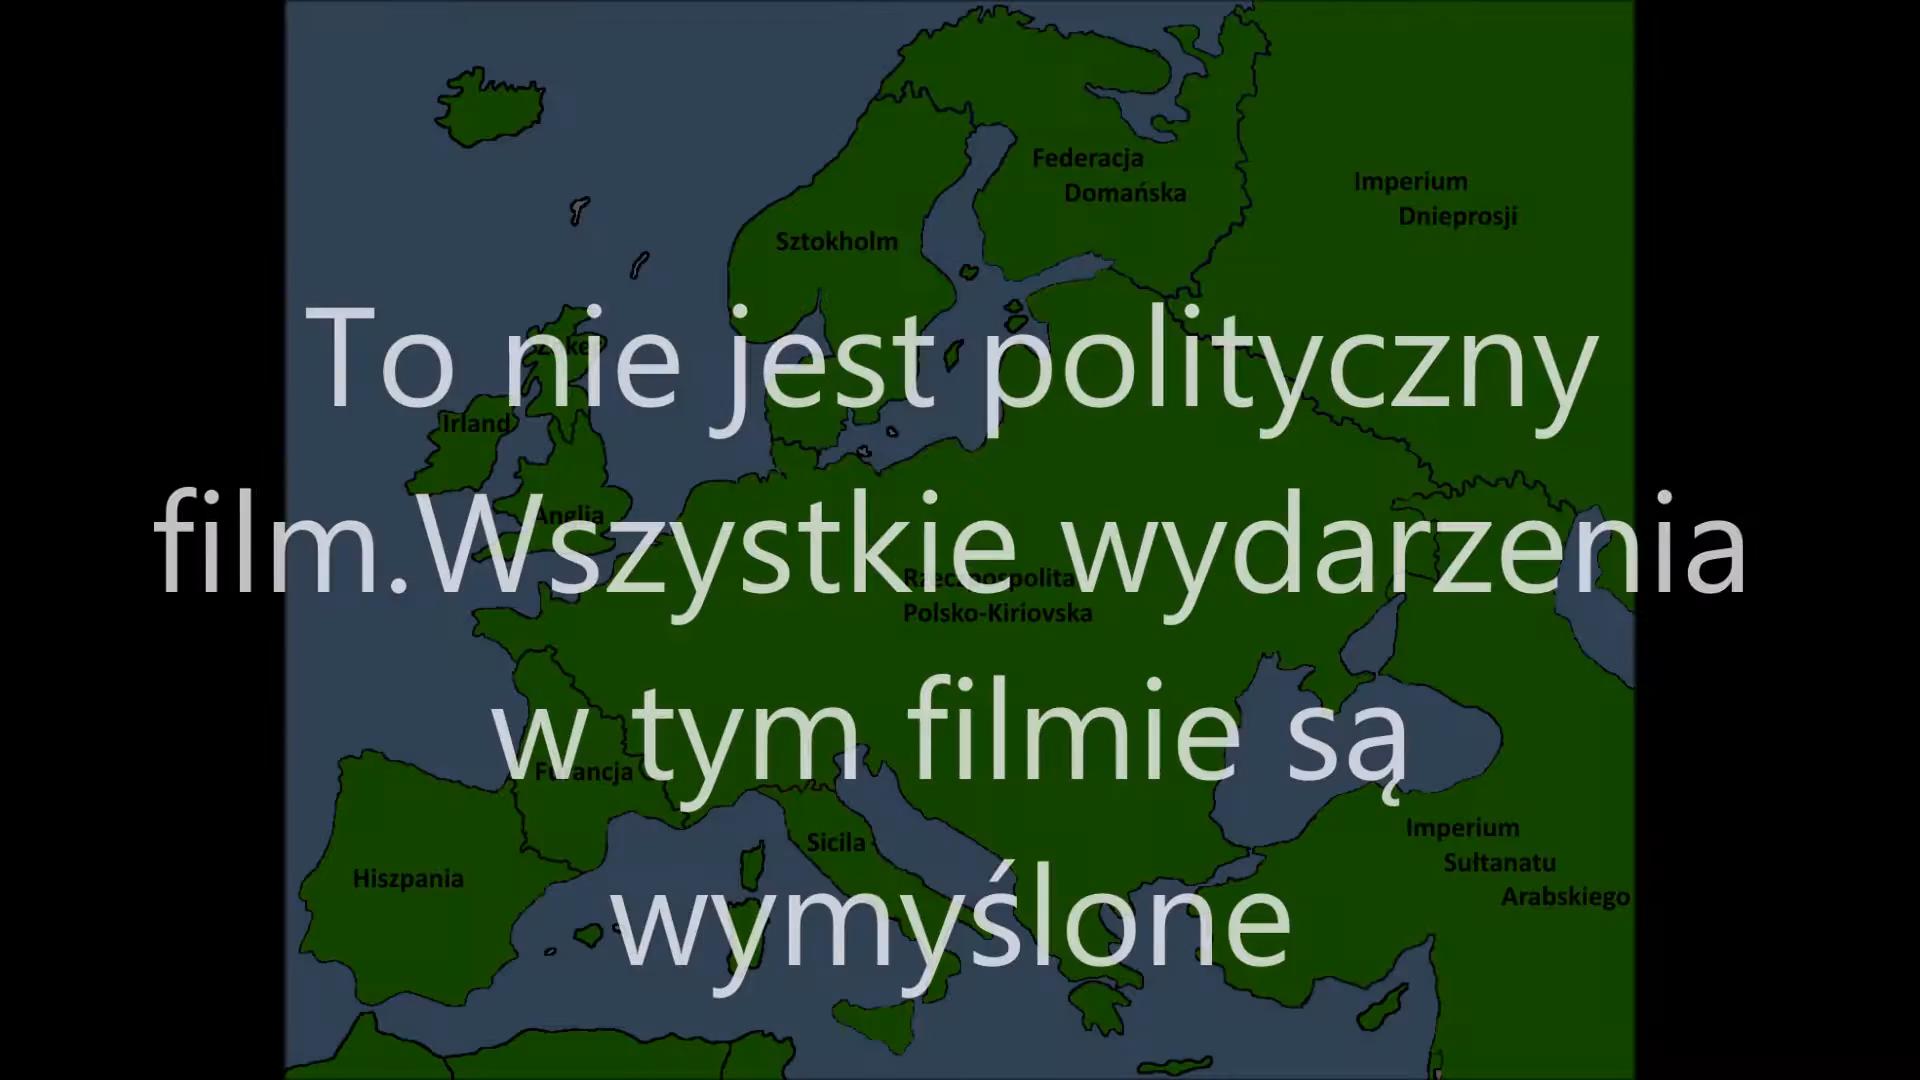 To nie jest polityczny
film.Wszystkie wydarzenia
w tym filmie są
wymyślone
Federacja
Domańska
Imperium
Dnieprosji
Sztokholm
Irland
Anglia
Rzeczpospolita
Polsko-Kiriovska
Sicila
Hiszpania
Imperium
Sułtanatu
Arabskiego